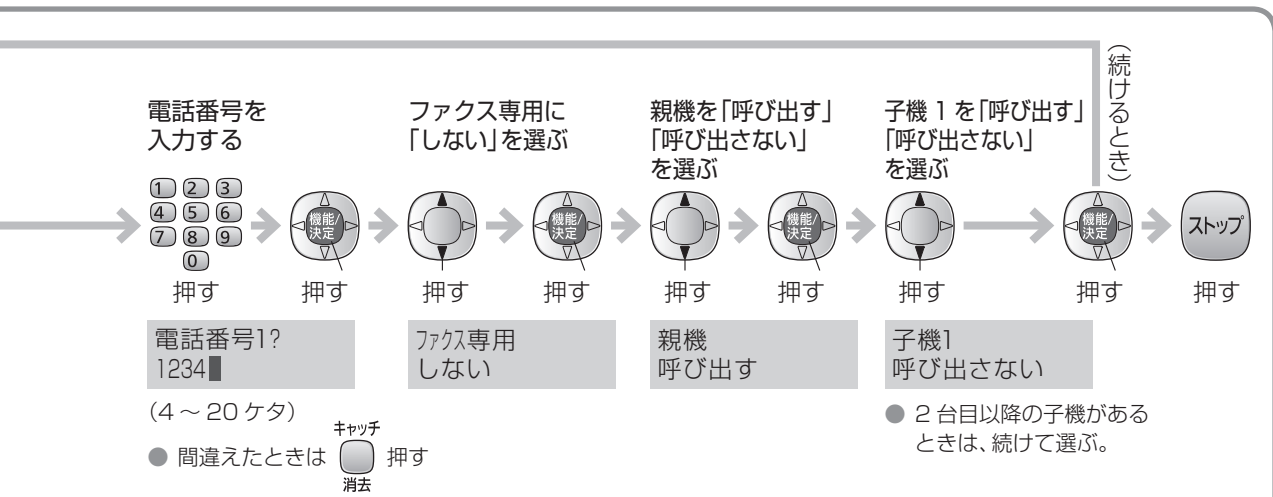 電話番号を
入力する
1 2 3
4 5 6
7 8 9
0
押す
機能/
決定
押す
電話番号1?
1234
(4～20ケタ)
●間違えたときは
キャッチ
消去
押す
ファクス専用に
「しない」を選ぶ
押す
機能/
決定
押す
ﾌｧｸｽ専用
しない
親機を「呼び出す」
「呼び出さない」
を選ぶ
押す
機能/
決定
押す
親機
呼び出す
子機1を「呼び出す」
「呼び出さない」
を選ぶ
押す
子機1
呼び出さない
●2台目以降の子機がある
ときは、続けて選ぶ。
(続けるとき)
機能/
決定
押す
ストップ
押す